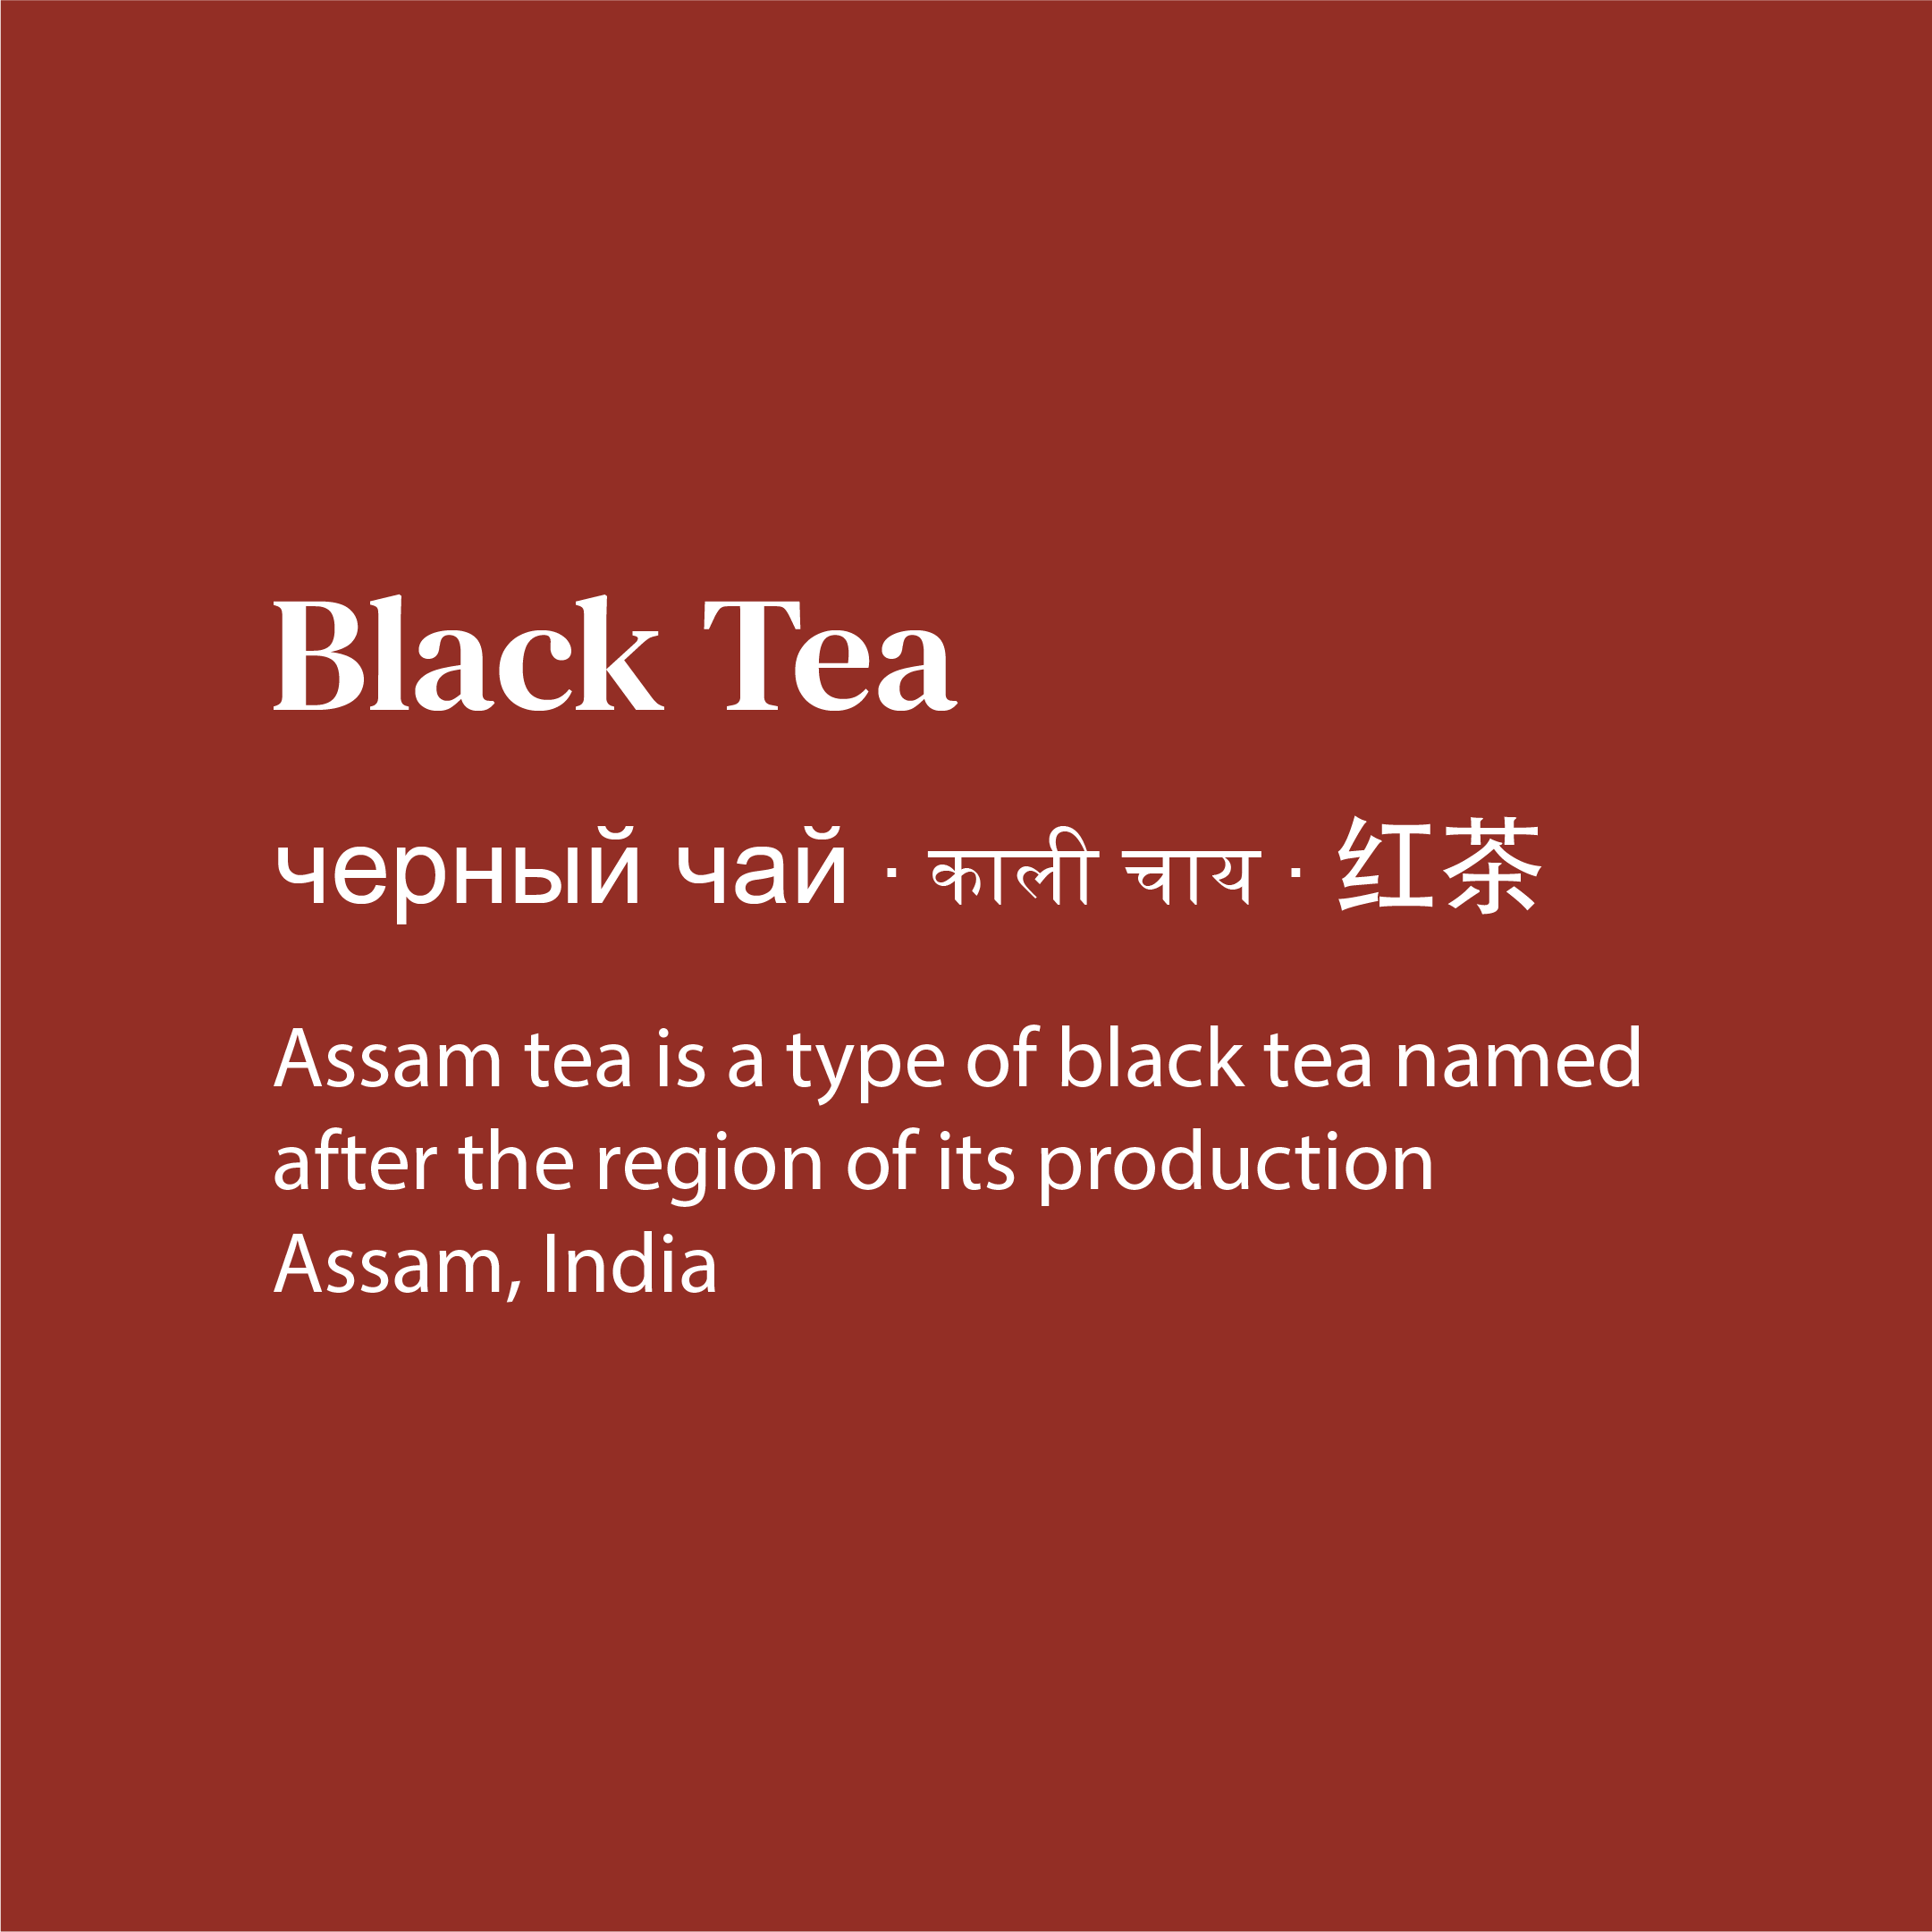 Black Tea
черный чай · काली चाय · 红茶
Assam tea is a type of black tea named
after the region of its production
Assam, India